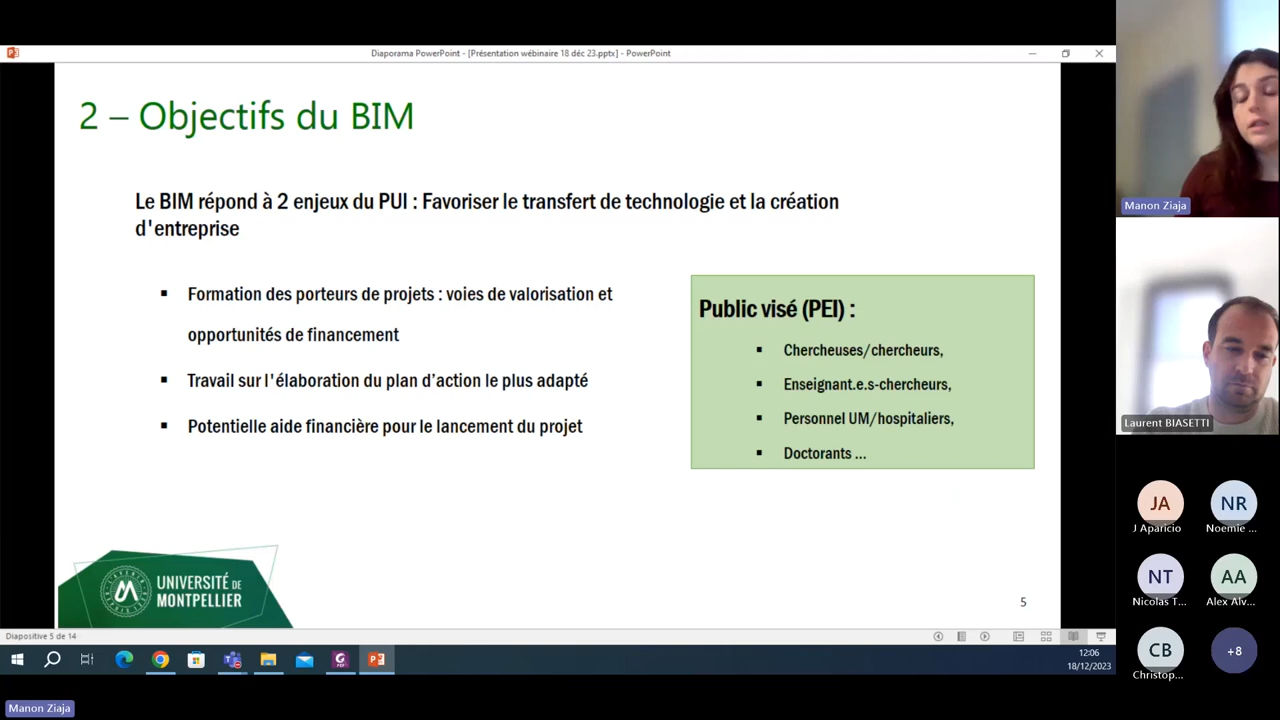 Diaporama PowerPoint - [Présentation wébinaire 18 déc 23.pptx] - PowerPoint
2 – Objectifs du BIM
Le BIM répond à 2 enjeux du PUI : Favoriser le transfert de technologie et la création
d'entreprise
▪ Formation des porteurs de projets : voies de valorisation et
opportunités de financement
▪ Travail sur l'élaboration du plan d’action le plus adapté
▪ Potentielle aide financière pour le lancement du projet
Public visé (PEI) :
▪ Chercheuses/chercheurs,
▪ Enseignant.e.s-chercheurs,
▪ Personnel UM/hospitaliers,
▪ Doctorants ...
UNIVERSITÉ DE
MONTPELLIER
5
Diapositive 5 de 14
12:06
18/12/2023
Manon Ziaja
Manon Ziaja
Laurent BIASETTI
JA
J Aparicio
NR
Noemie ...
NT
Nicolas T...
AA
Alex Alv...
CB
Christop...
+8